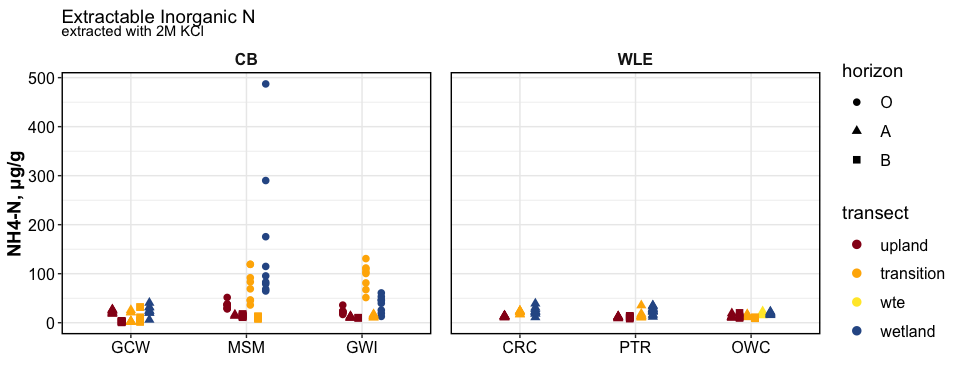 Extractable Inorganic N
extracted with 2M KCl
CB
WLE
NH4-N, µg/g
500
400
300
200
100
0
GCW
MSM
GWI
CRC
PTR
OWC
horizon
O
A
B
transect
upland
transition
wte
wetland